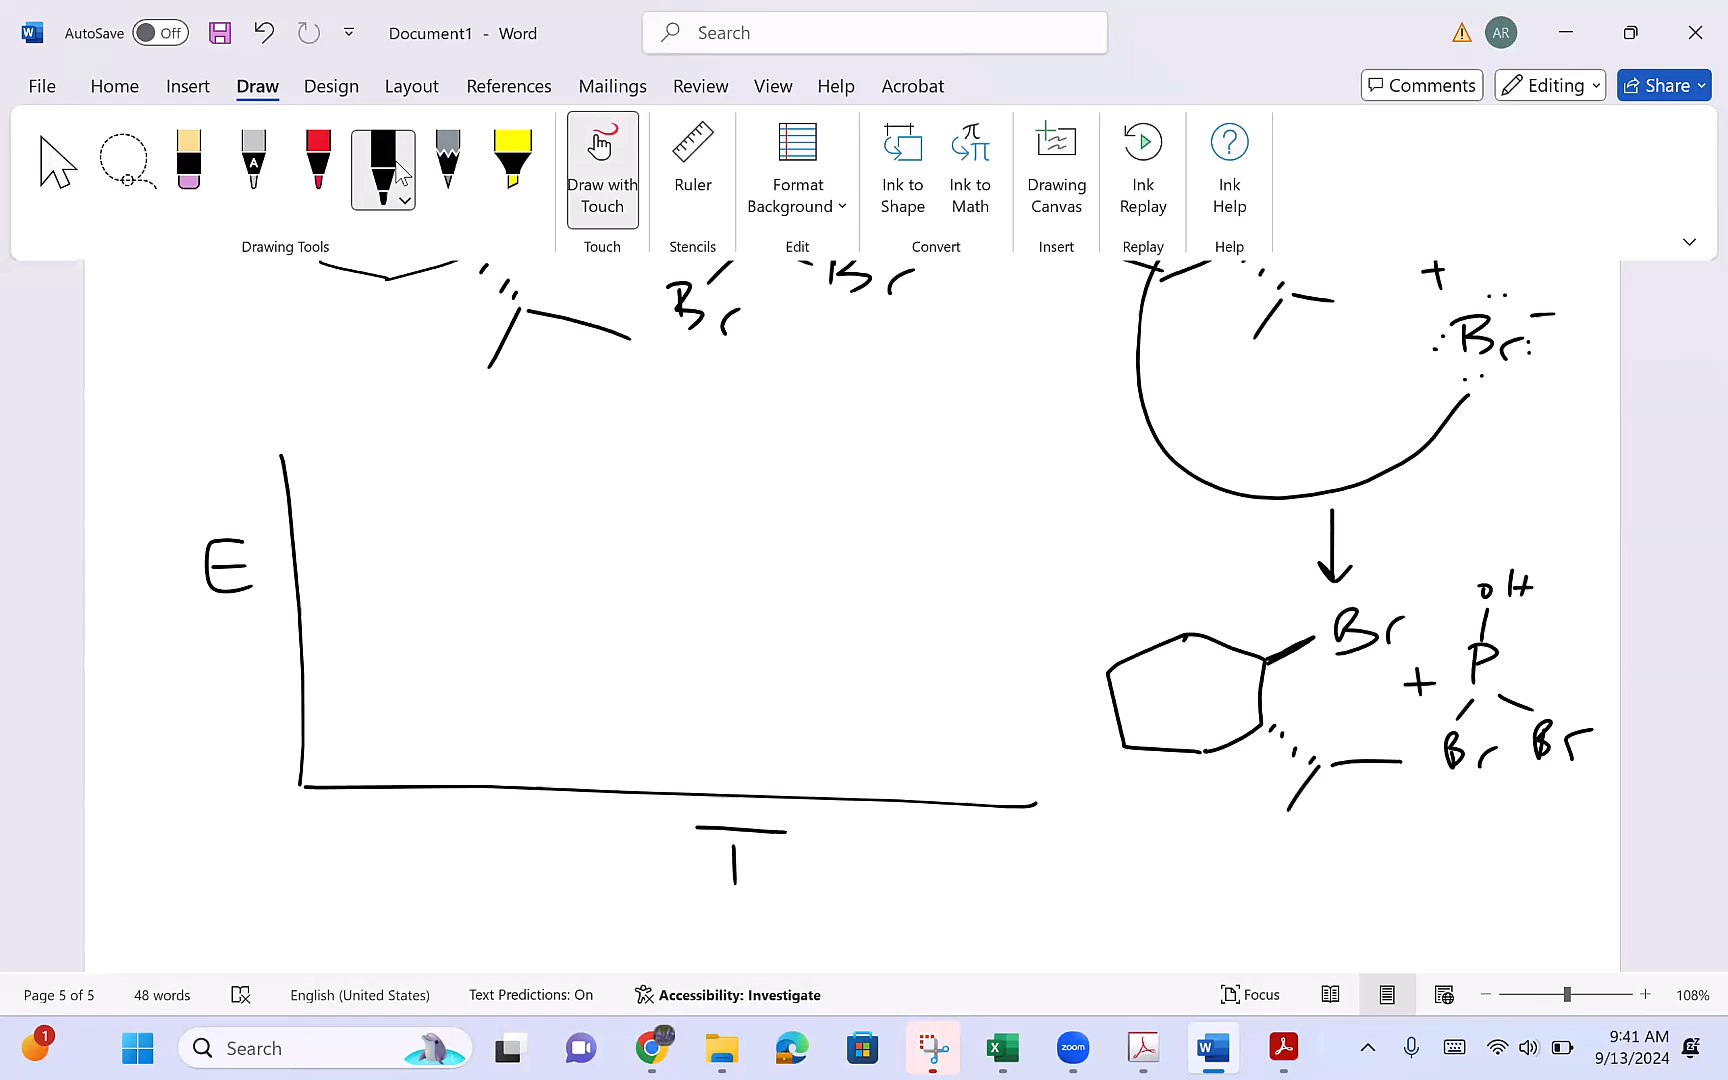 AutoSave Off Document1 - Word Search AR
File Home Insert Draw Design Layout References Mailings Review View Help Acrobat Comments Editing Share
A
Draw with Touch
Ruler
Format Background
Ink to Shape
Ink to Math
Drawing Canvas
Ink Replay
Ink Help
Drawing Tools Touch Stencils Edit Convert Insert Replay Help
Br Br +
:Br:−
E
Br + P OH
Br Br
T
Page 5 of 5 48 words English (United States) Text Predictions: On Accessibility: Investigate Focus 108%
1 Search zoom 9:41 AM
9/13/2024